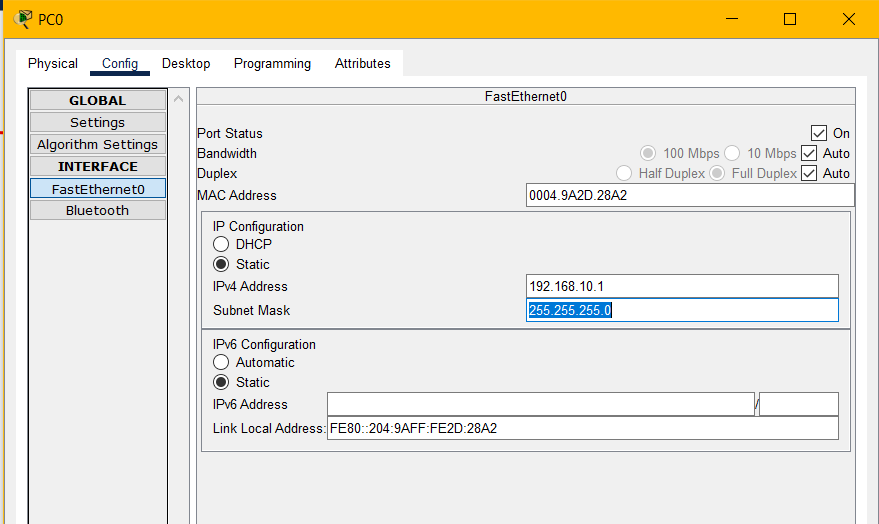 PC0
Physical Config Desktop Programming Attributes
GLOBAL
Settings
Algorithm Settings
INTERFACE
FastEthernet0
Bluetooth
FastEthernet0
Port Status On
Bandwidth 100 Mbps 10 Mbps Auto
Duplex Half Duplex Full Duplex Auto
MAC Address 0004.9A2D.28A2
IP Configuration
DHCP
Static
IPv4 Address 192.168.10.1
Subnet Mask 255.255.255.0
IPv6 Configuration
Automatic
Static
IPv6 Address /
Link Local Address: FE80::204:9AFF:FE2D:28A2